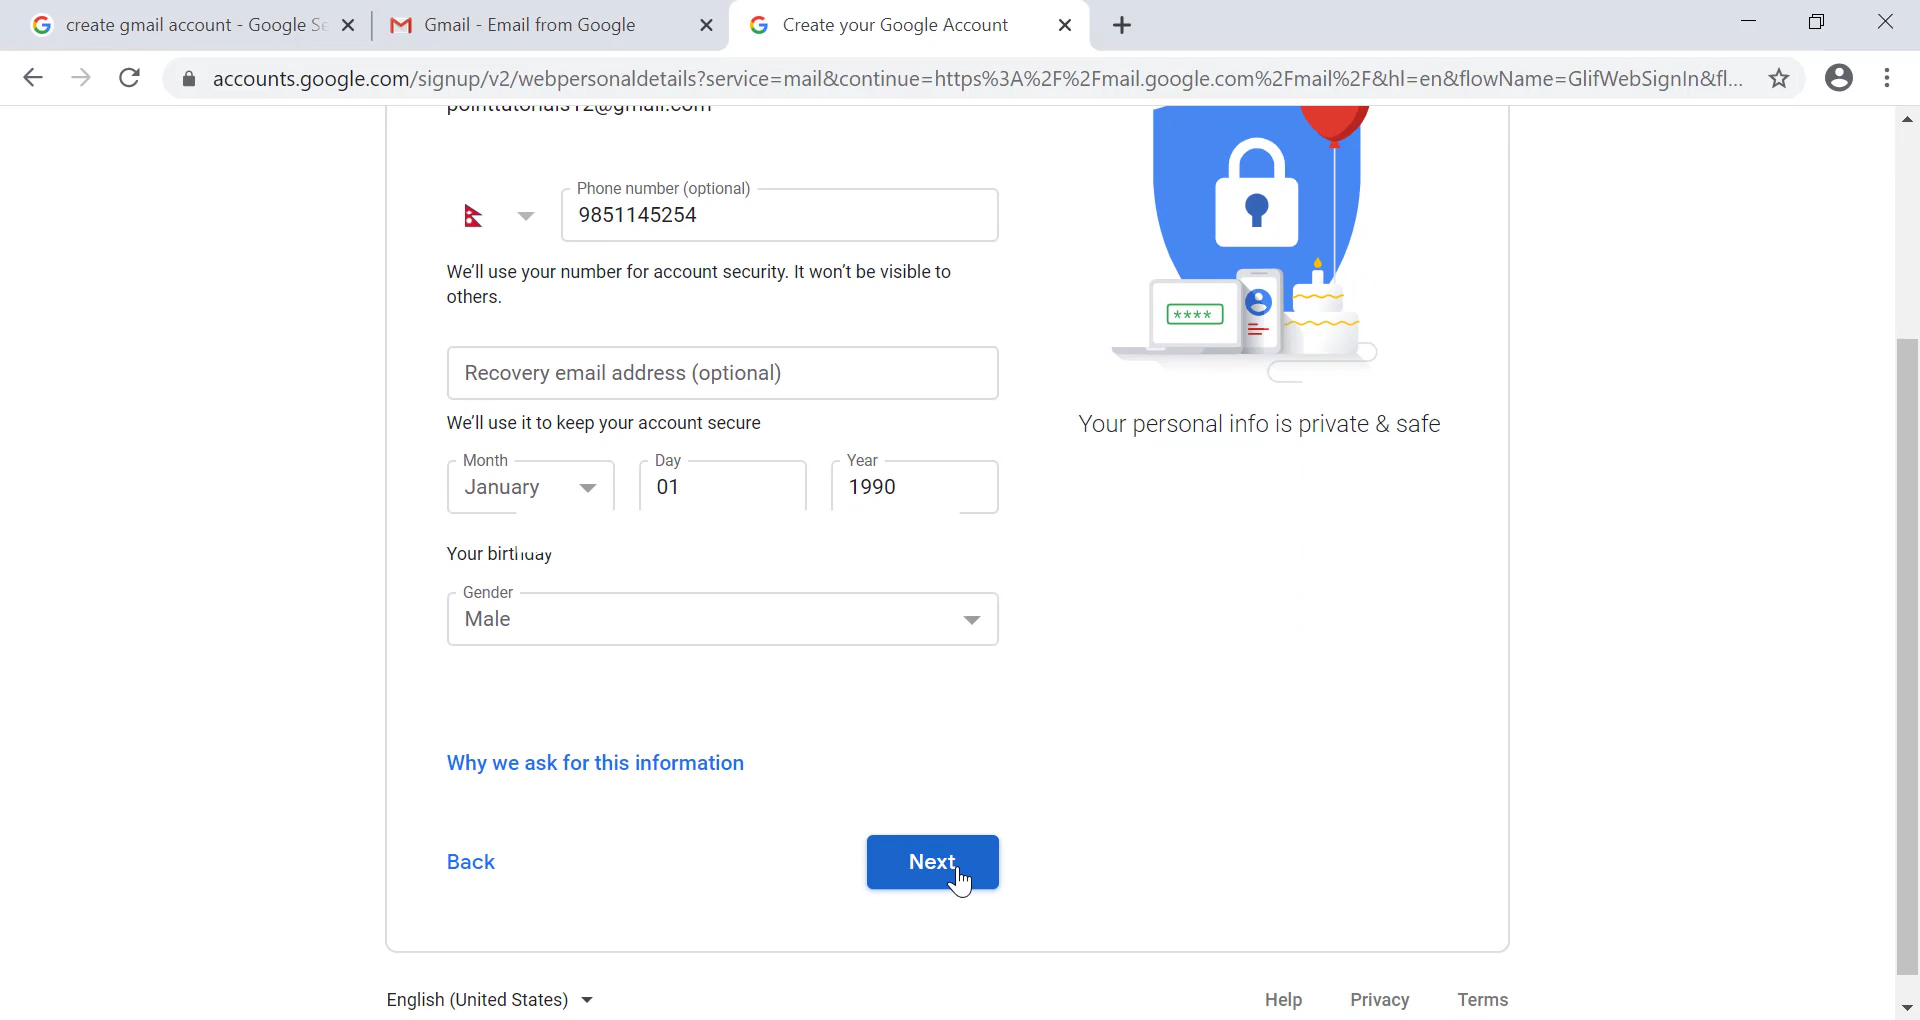 create gmail account - Google Se
Gmail - Email from Google
Create your Google Account
accounts.google.com/signup/v2/webpersonaldetails?service=mail&continue=https%3A%2F%2Fmail.google.com%2Fmail%2F&hl=en&flowName=GlifWebSignIn&fl...
Phone number (optional)
9851145254
We'll use your number for account security. It won't be visible to
others.
Recovery email address (optional)
We'll use it to keep your account secure
Month
Day
Year
January
01
1990
Your birthday
Gender
Male
Why we ask for this information
Back
Next
****
Your personal info is private & safe
English (United States)
Help
Privacy
Terms